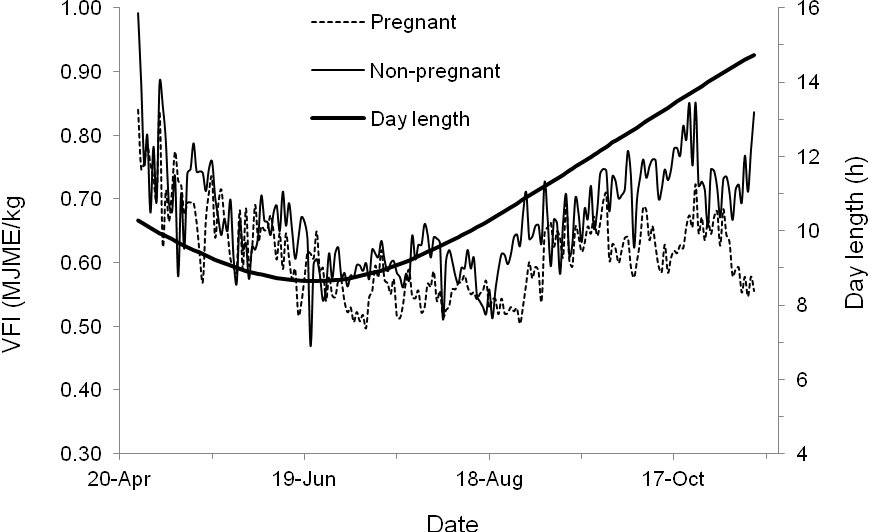 1.00
0.90
0.80
0.70
0.60
0.50
0.40
0.30
VFI (MJME/kg
Pregnant
Non-pregnant
Day length
16
14
12
10
8
6
4
Day length (h)
20-Apr 19-Jun 18-Aug 17-Oct
Date